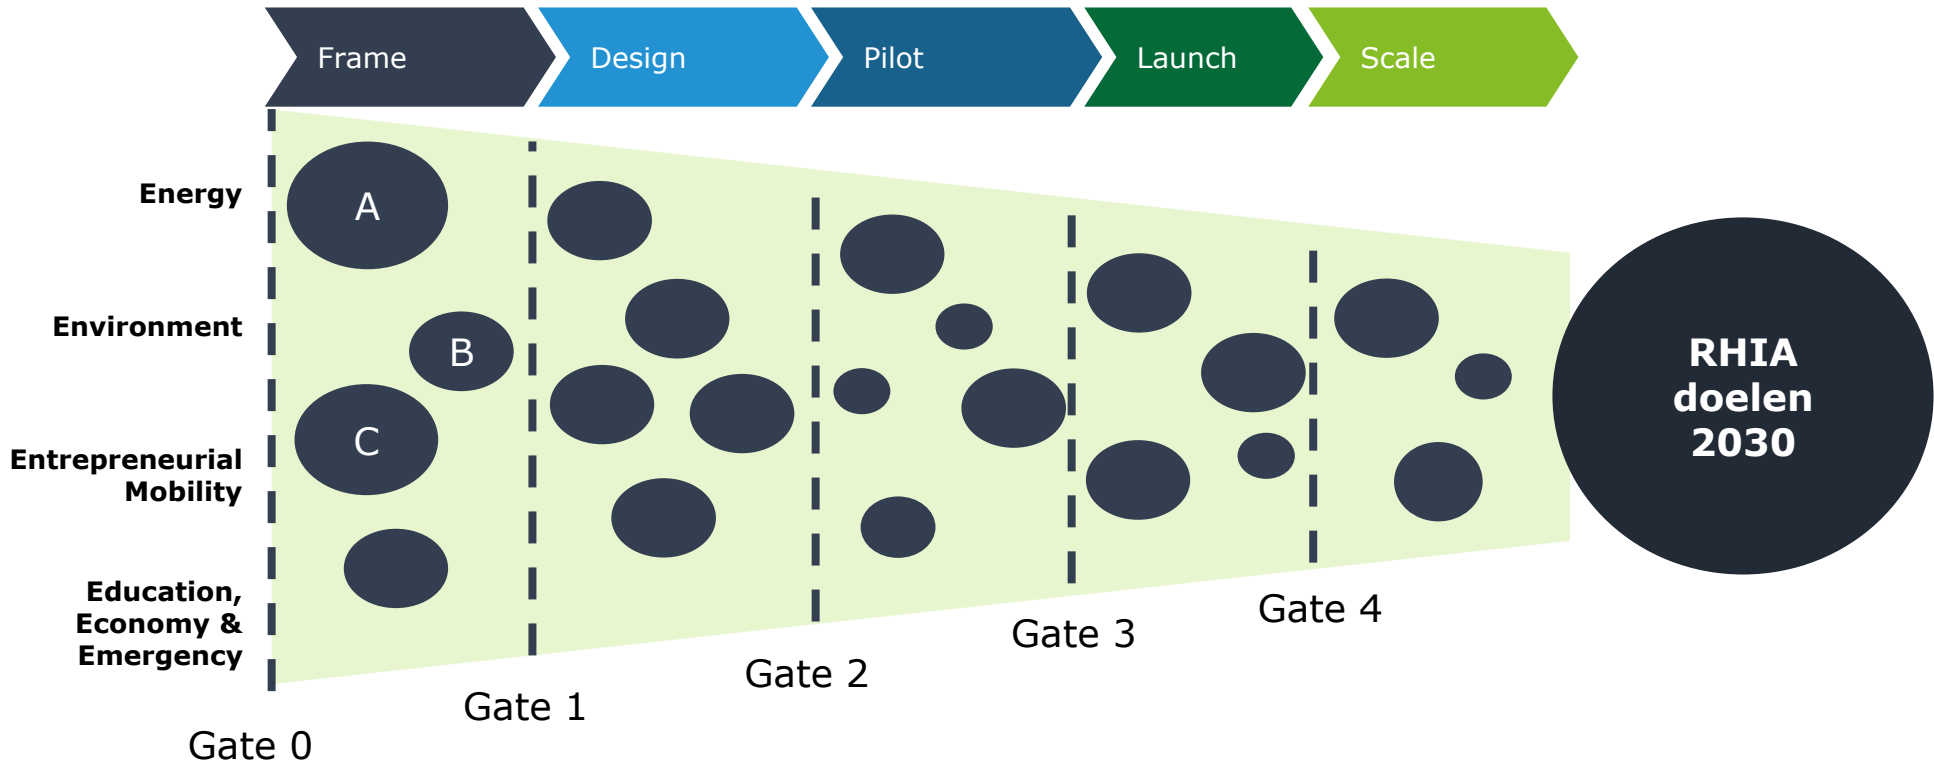 Frame
Design
Pilot
Launch
Scale
Energy
A
Environment
B
C
Entrepreneurial
Mobility
Education,
Economy &
Emergency
RHIA
doelen
2030
Gate 0
Gate 1
Gate 2
Gate 3
Gate 4